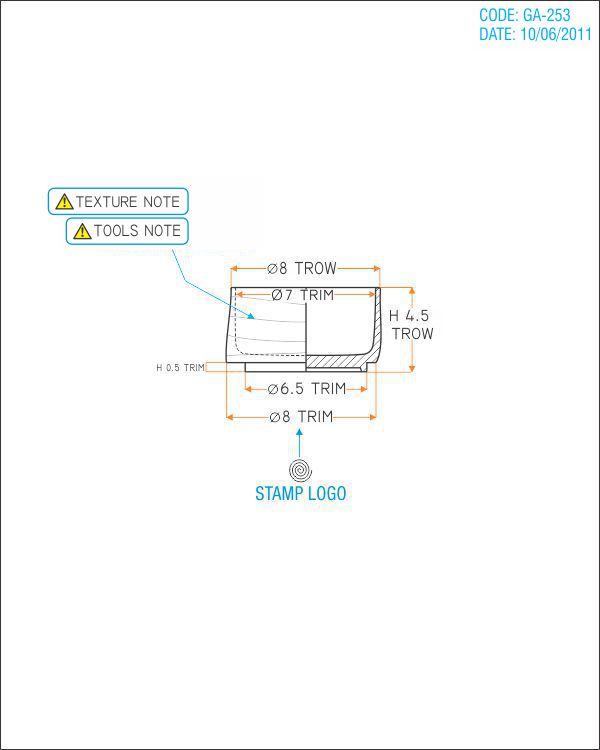 CODE: GA-253
DATE: 10/06/2011
TEXTURE NOTE
TOOLS NOTE
Ø8 TROW
Ø7 TRIM
H 4.5
TROW
H 0.5 TRIM
Ø6.5 TRIM
Ø8 TRIM
STAMP LOGO